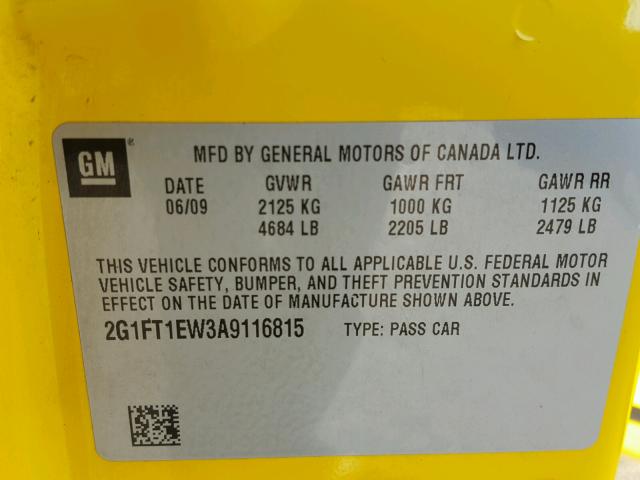 GM ®
MFD BY GENERAL MOTORS OF CANADA LTD.
DATE GVWR GAWR FRT GAWR RR
06/09 2125 KG 1000 KG 1125 KG
4684 LB 2205 LB 2479 LB
THIS VEHICLE CONFORMS TO ALL APPLICABLE U.S. FEDERAL MOTOR
VEHICLE SAFETY, BUMPER, AND THEFT PREVENTION STANDARDS IN
EFFECT ON THE DATE OF MANUFACTURE SHOWN ABOVE.
2G1FT1EW3A9116815 TYPE: PASS CAR